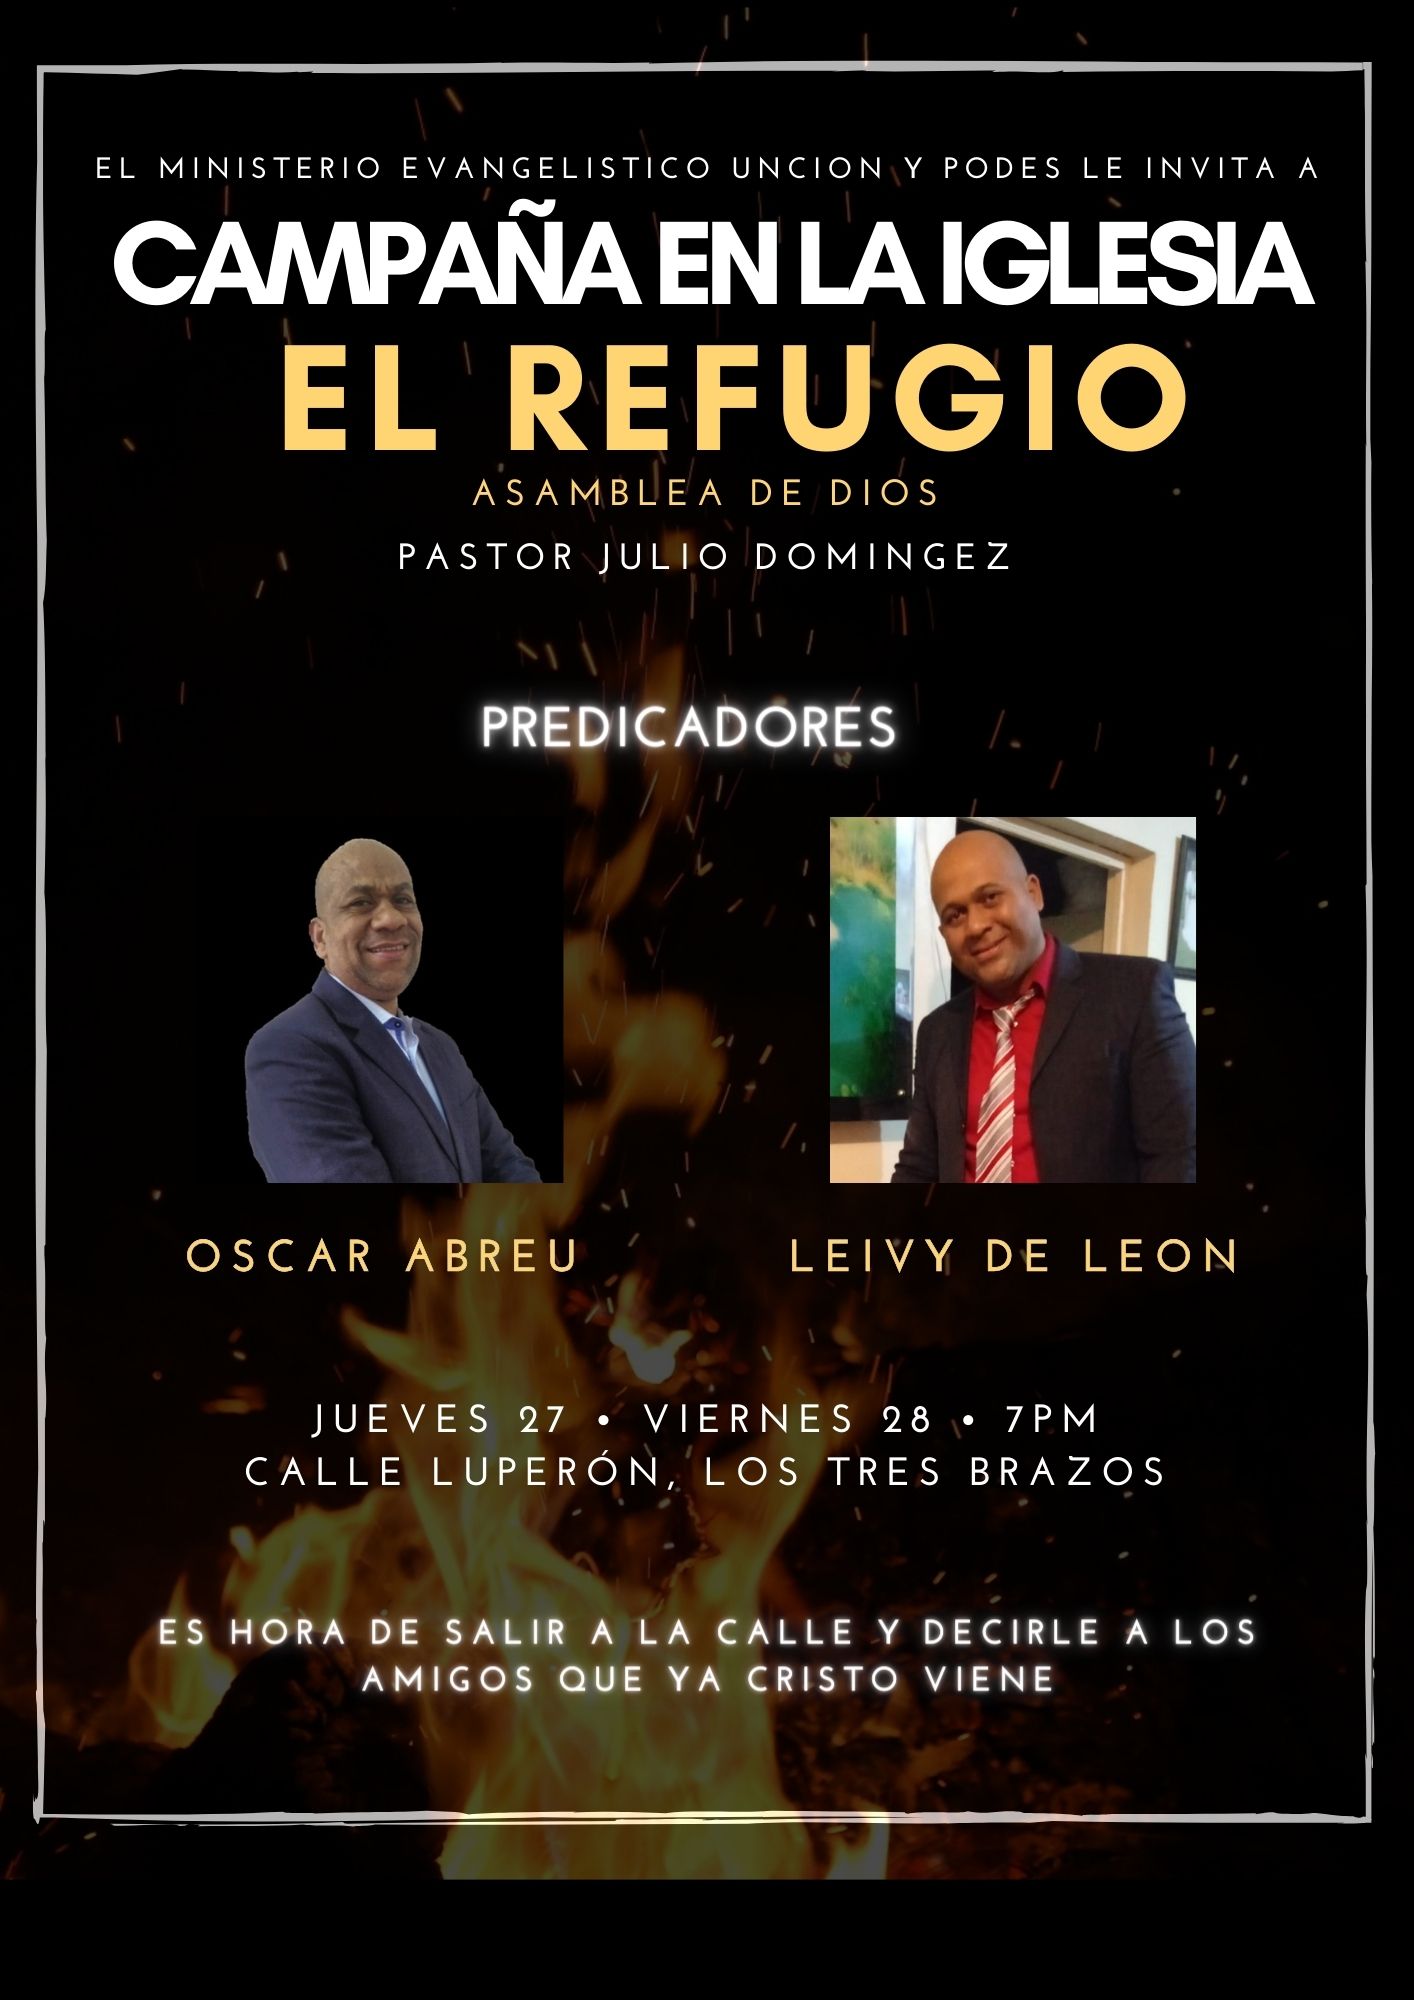 EL MINISTERIO EVANGELISTICO UNCION Y PODES LE INVITA A
CAMPAÑA EN LA IGLESIA
EL REFUGIO
ASAMBLEA DE DIOS
PASTOR JULIO DOMINGEZ
PREDICADORES
OSCAR ABREU
LEIVY DE LEON
JUEVES 27 • VIERNES 28 • 7PM
CALLE LUPERÓN, LOS TRES BRAZOS
ES HORA DE SALIR A LA CALLE Y DECIRLE A LOS
AMIGOS QUE YA CRISTO VIENE